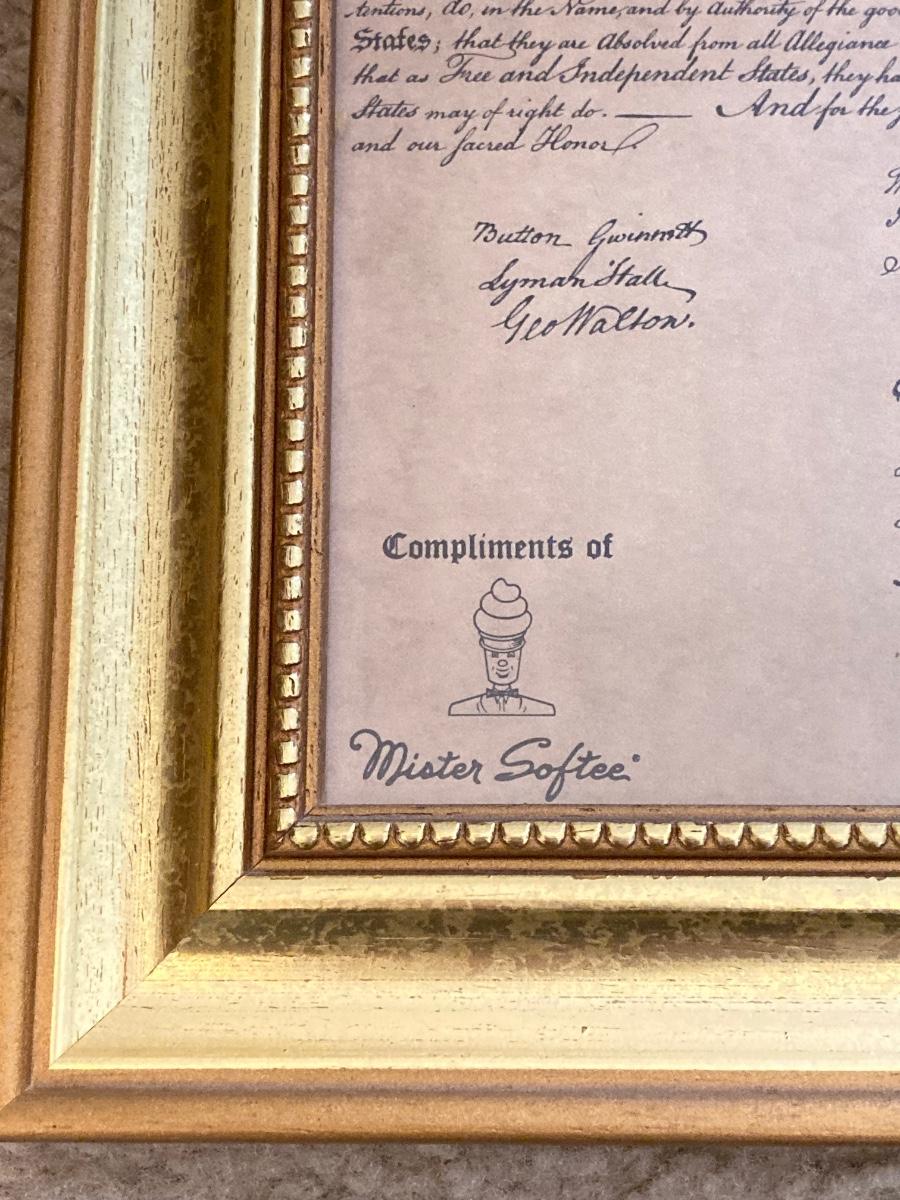 tentions, do, in the Name, and by Authority of the goo
States; that they are Absolved from all Allegiance
that as Free and Independent States, they ha
States may of right do. —— And for the
and our sacred Honor.
Button Gwinnett
Lyman Hall
Geo Walton.
Compliments of
Mister Softee